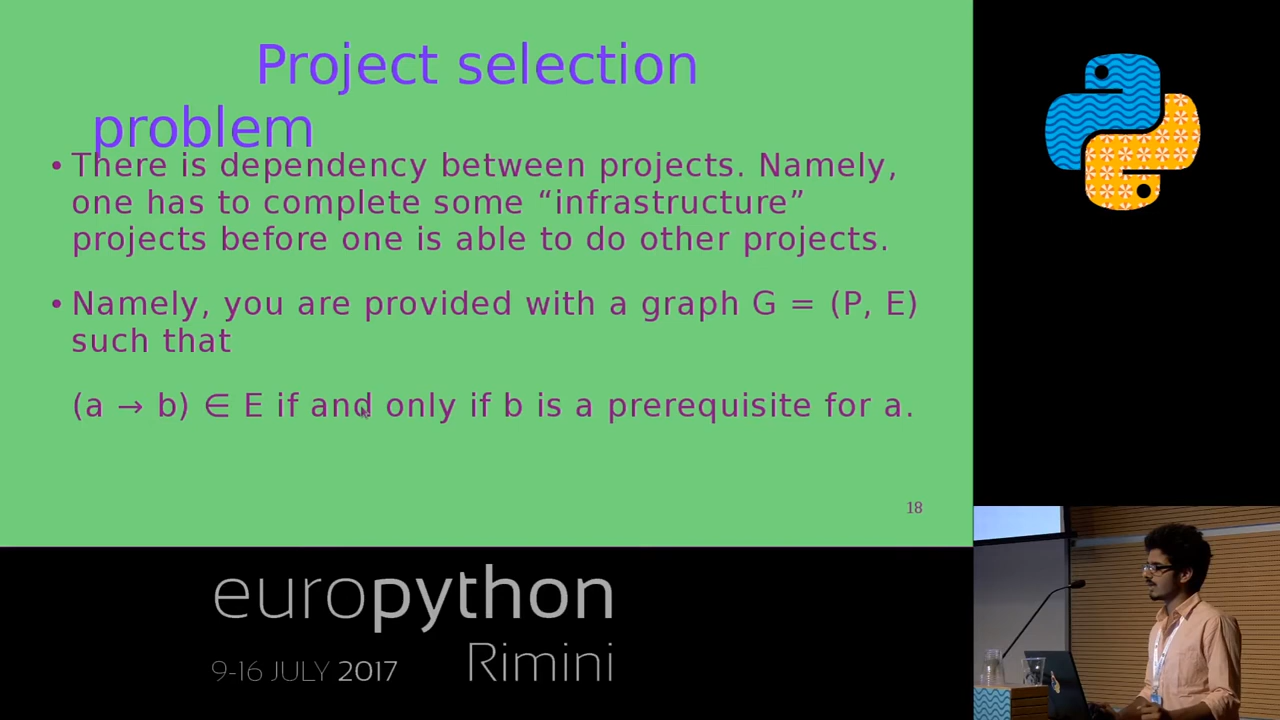 Project selection
problem
• There is dependency between projects. Namely,
one has to complete some “infrastructure”
projects before one is able to do other projects.
• Namely, you are provided with a graph G = (P, E)
such that
(a → b) ∈ E if and only if b is a prerequisite for a.
18
europython
9-16 JULY 2017 Rimini